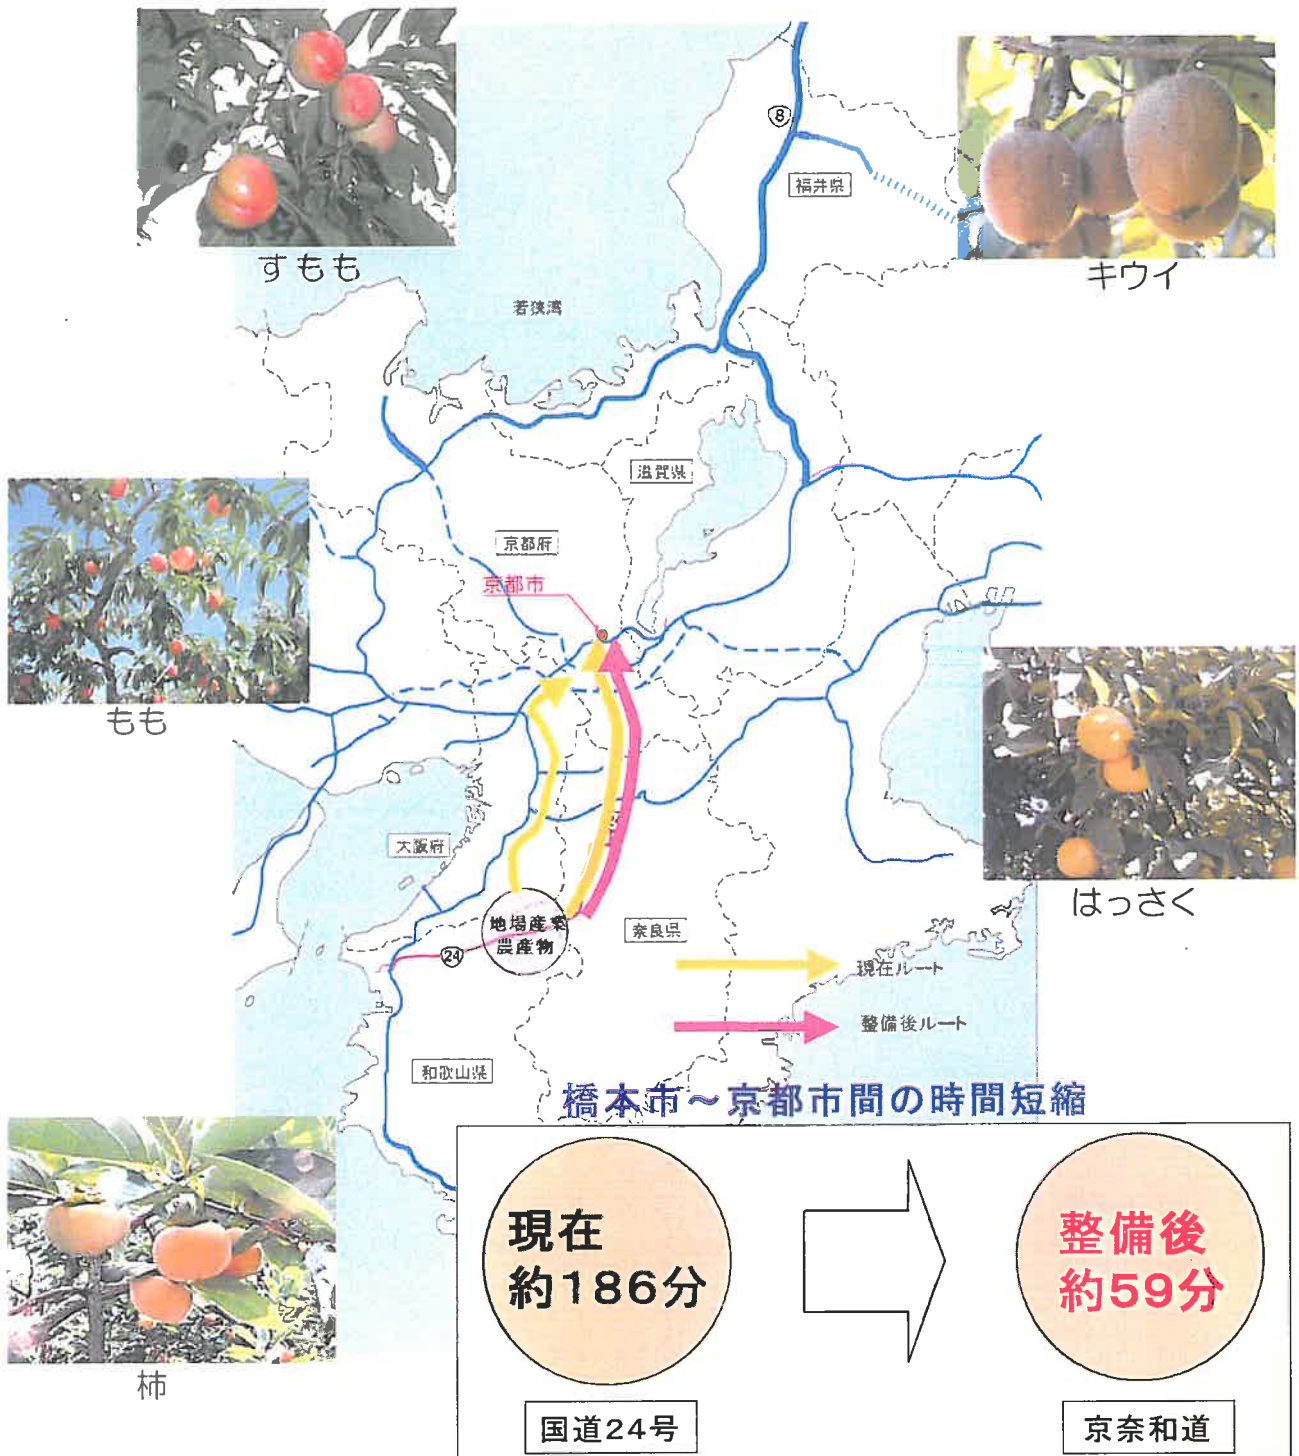 すもも
キウイ
8
福井県
若狭湾
滋賀県
京都府
京都市
もも
大阪府
はっさく
地場産業
農産物
奈良県
24
現在ルート
整備後ルート
和歌山県
橋本市～京都市間の時間短縮
現在
約186分
整備後
約59分
柿
国道24号
京奈和道